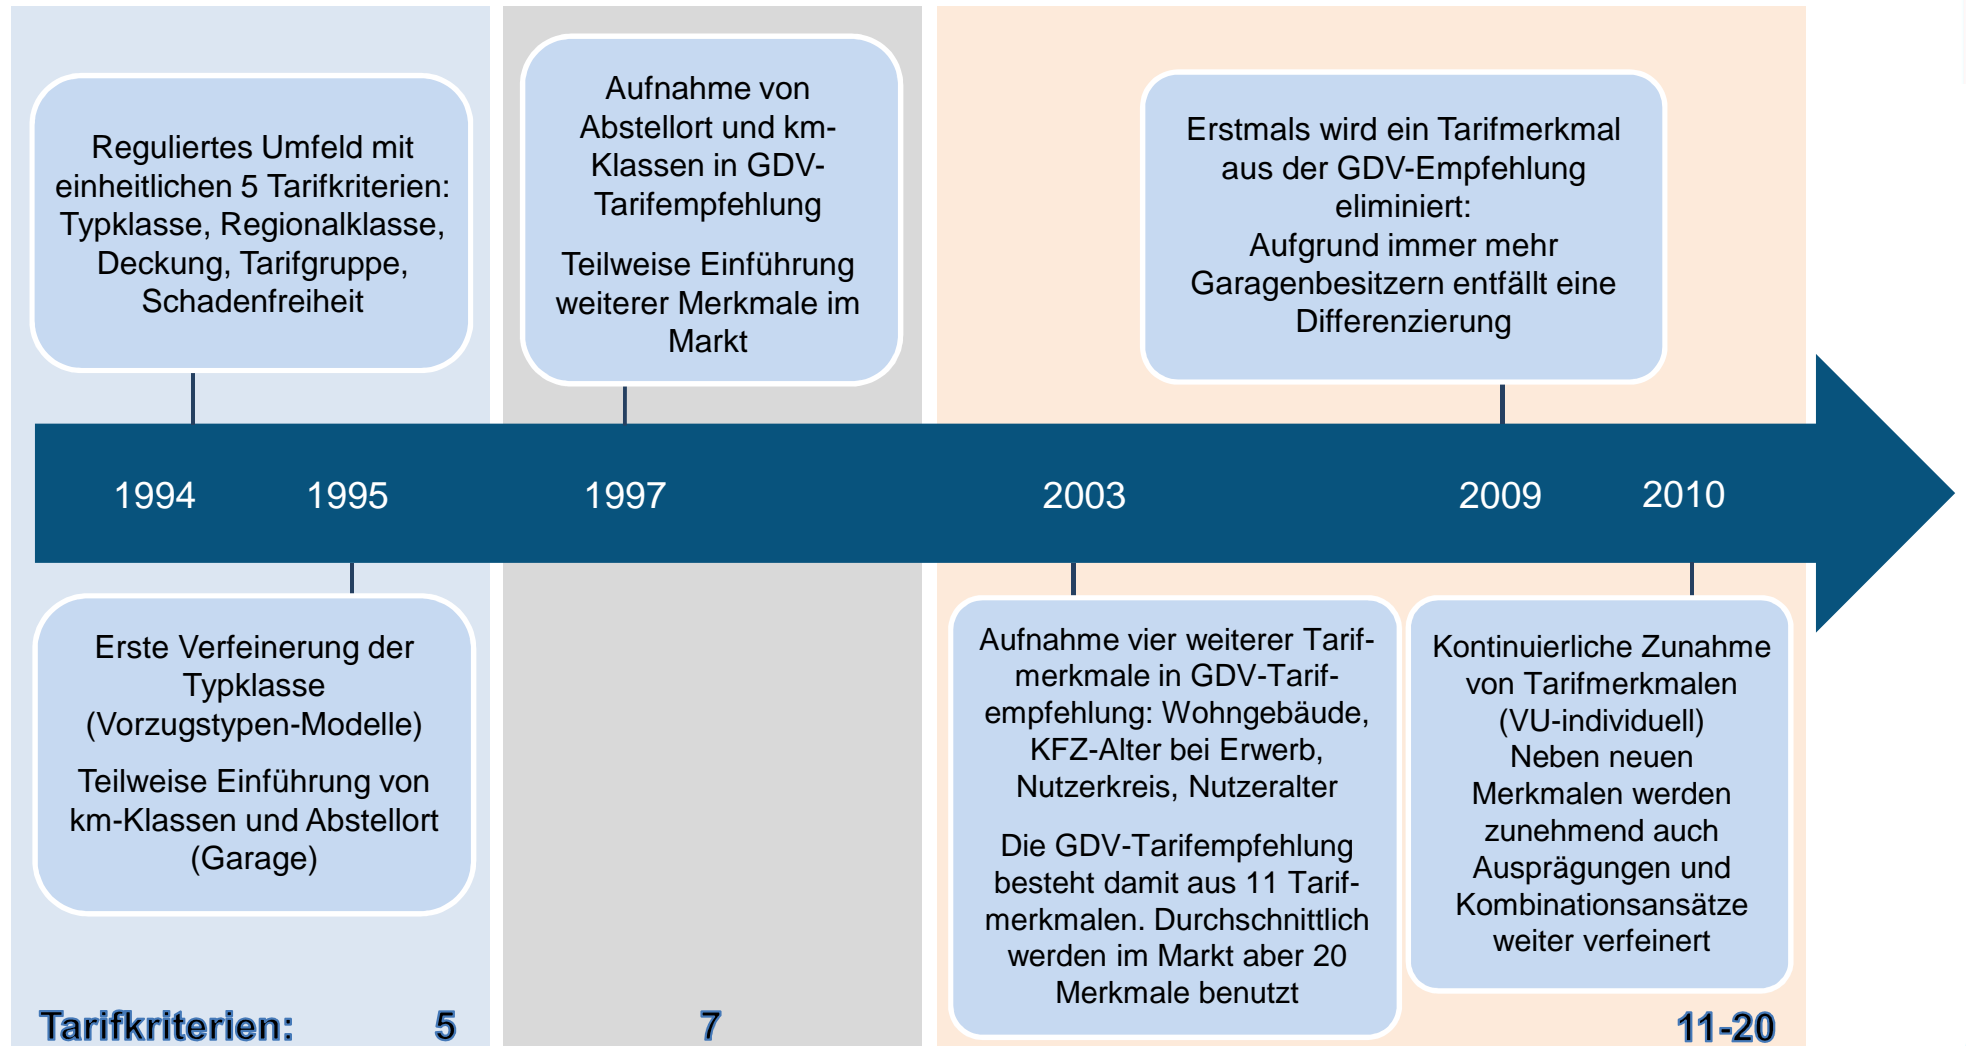 Reguliertes Umfeld mit
einheitlichen 5 Tarifkriterien:
Typklasse, Regionalklasse,
Deckung, Tarifgruppe,
Schadenfreiheit
Aufnahme von
Abstellort und km-
Klassen in GDV-
Tarifempfehlung
Teilweise Einführung
weiterer Merkmale im
Markt
Erstmals wird ein Tarifmerkmal
aus der GDV-Empfehlung
eliminiert:
Aufgrund immer mehr
Garagenbesitzern entfällt eine
Differenzierung
1994
1995
1997
2003
2009
2010
Erste Verfeinerung der
Typklasse
(Vorzugstypen-Modelle)
Teilweise Einführung von
km-Klassen und Abstellort
(Garage)
Aufnahme vier weiterer Tarif-
merkmale in GDV-Tarif-
empfehlung: Wohngebäude,
KFZ-Alter bei Erwerb,
Nutzerkreis, Nutzeralter
Die GDV-Tarifempfehlung
besteht damit aus 11 Tarif-
merkmalen. Durchschnittlich
werden im Markt aber 20
Merkmale benutzt
Kontinuierliche Zunahme
von Tarifmerkmalen
(VU-individuell)
Neben neuen
Merkmalen werden
zunehmend auch
Ausprägungen und
Kombinationsansätze
weiter verfeinert
Tarifkriterien: 5
7
11-20